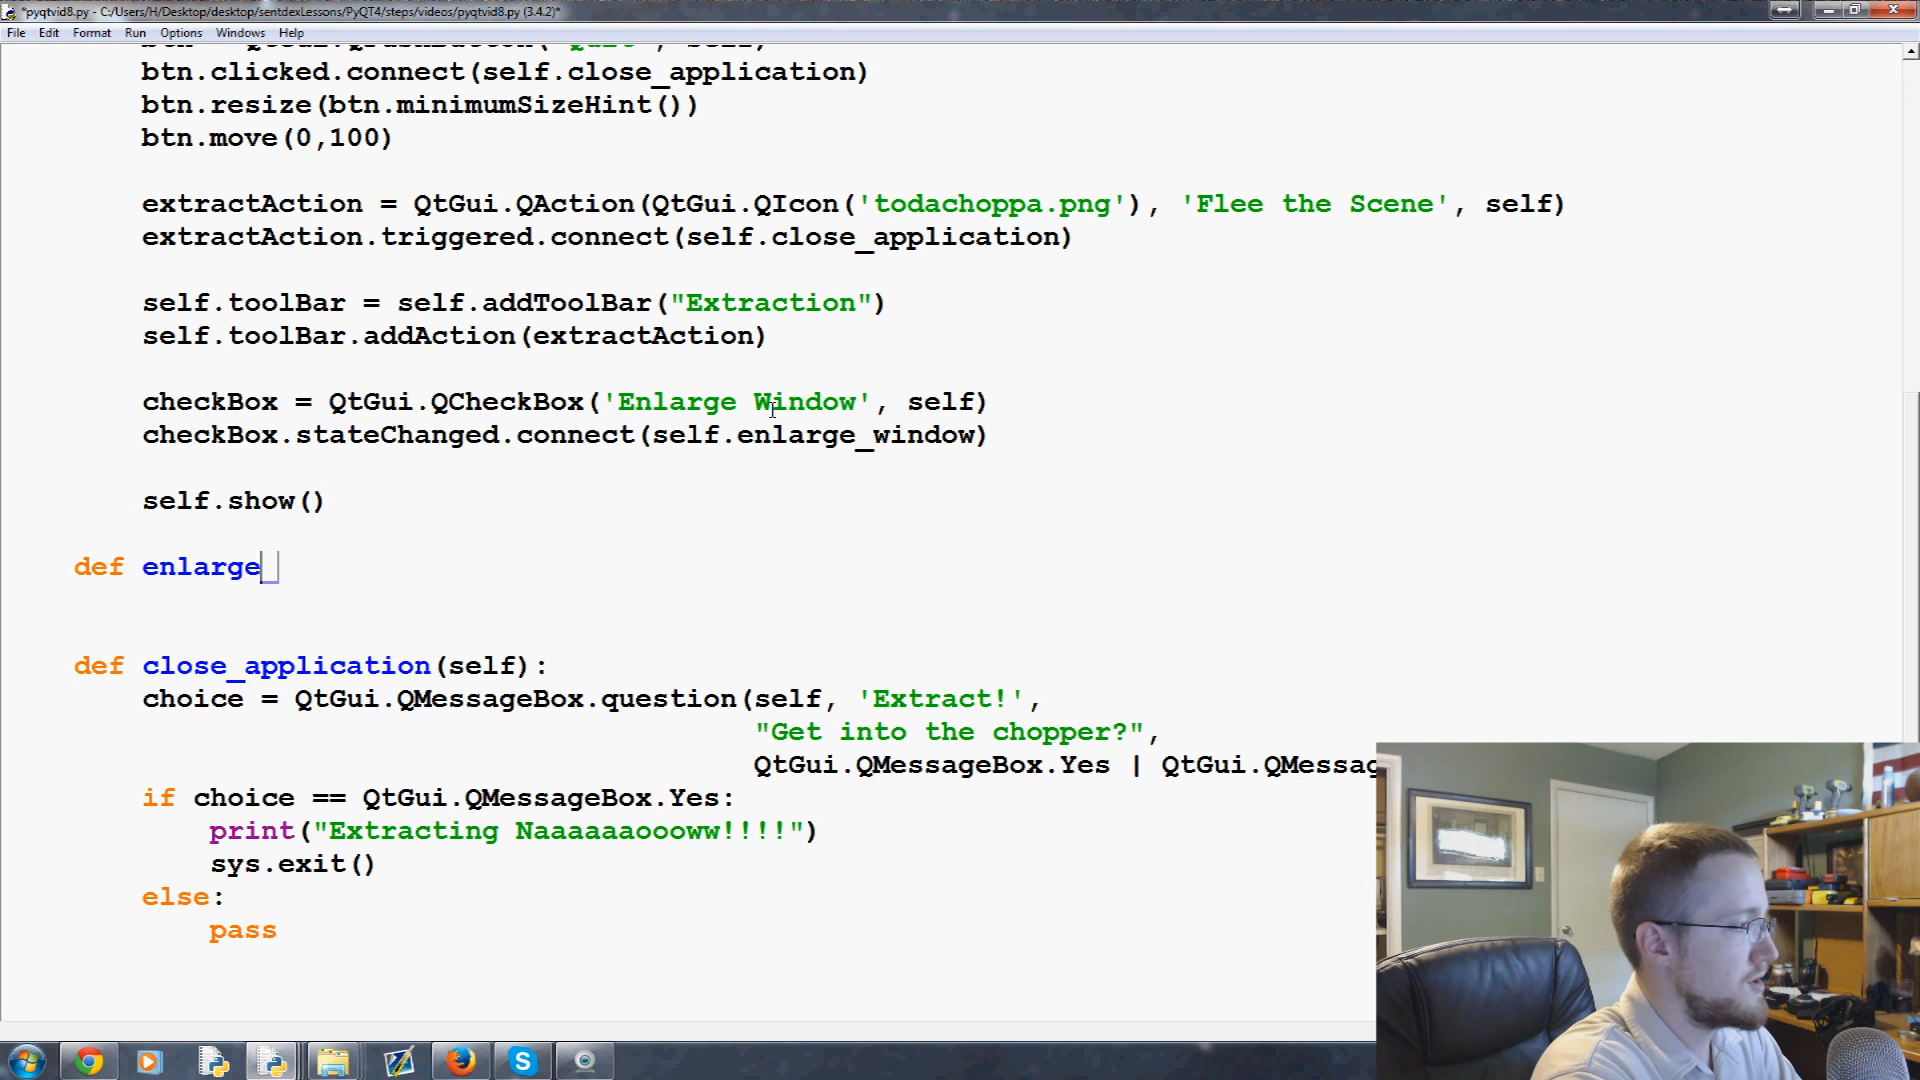 *pyqtvid8.py - C:/Users/H/Desktop/desktop/sentdexLessons/PyQT4/steps/videos/pyqtvid8.py (3.4.2)*
File Edit Format Run Options Windows Help
btn.clicked.connect(self.close_application)
btn.resize(btn.minimumSizeHint())
btn.move(0,100)
extractAction = QtGui.QAction(QtGui.QIcon('todachoppa.png'), 'Flee the Scene', self)
extractAction.triggered.connect(self.close_application)
self.toolBar = self.addToolBar("Extraction")
self.toolBar.addAction(extractAction)
checkBox = QtGui.QCheckBox('Enlarge Window', self)
checkBox.stateChanged.connect(self.enlarge_window)
self.show()
def enlarge_
def close_application(self):
choice = QtGui.QMessageBox.question(self, 'Extract!',
"Get into the chopper?",
QtGui.QMessageBox.Yes | QtGui.QMessag
if choice == QtGui.QMessageBox.Yes:
print("Extracting Naaaaaaoooww!!!!")
sys.exit()
else:
pass